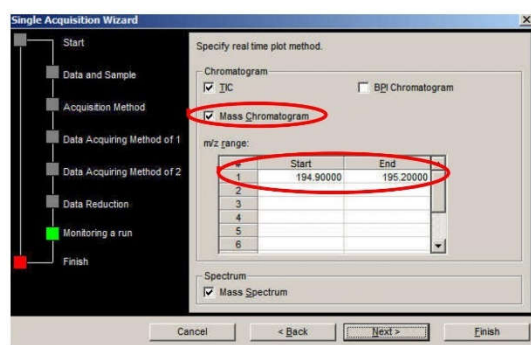 Single Acquisition Wizard
Start
Data and Sample
Acquisition Method
Data Acquiring Method of 1
Data Acquiring Method of 2
Data Reduction
Monitoring a run
Finish
Specify real time plot method.
Chromatogram
TIC
BPI Chromatogram
Mass Chromatogram
m/z range:
# Start End
1 194.90000 195.20000
2
3
4
5
6
Spectrum
Mass Spectrum
Cancel < Back Next > Finish